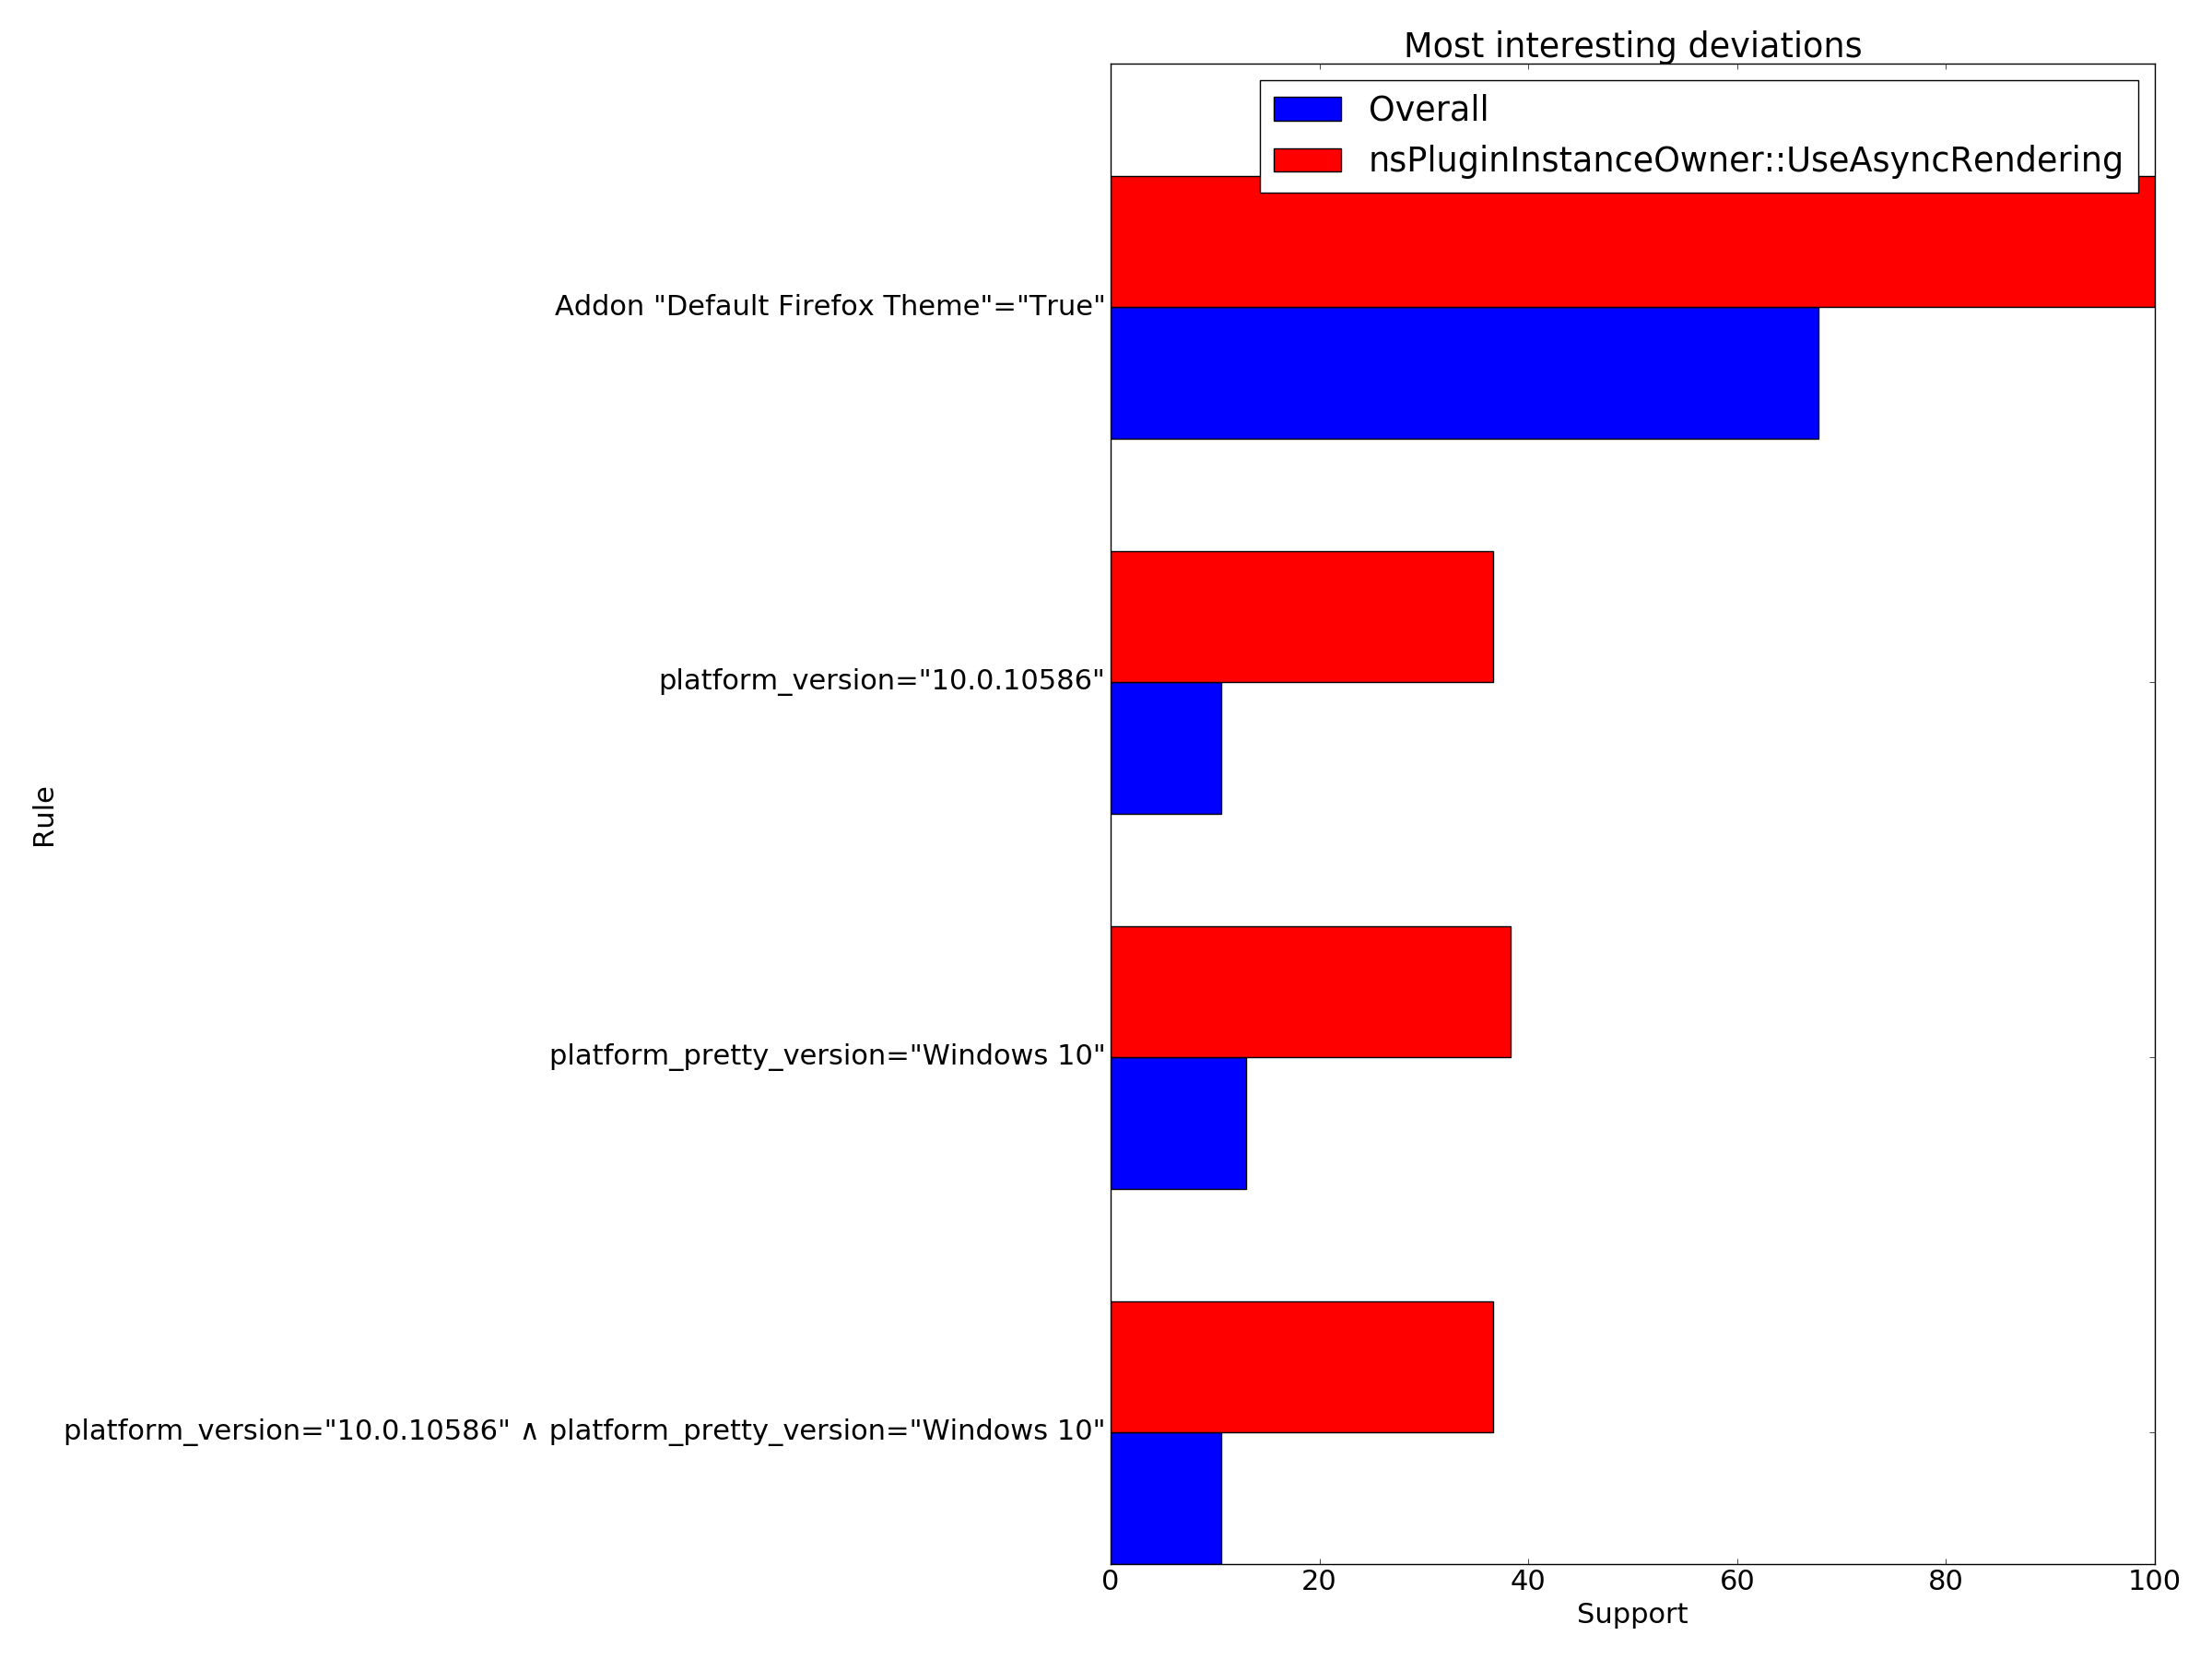 Most interesting deviations
Overall
nsPluginInstanceOwner::UseAsyncRendering
Addon "Default Firefox Theme"="True"
platform_version="10.0.10586"
Rule
platform_pretty_version="Windows 10"
platform_version="10.0.10586" ∧ platform_pretty_version="Windows 10"
0 20 40 60 80 100
Support